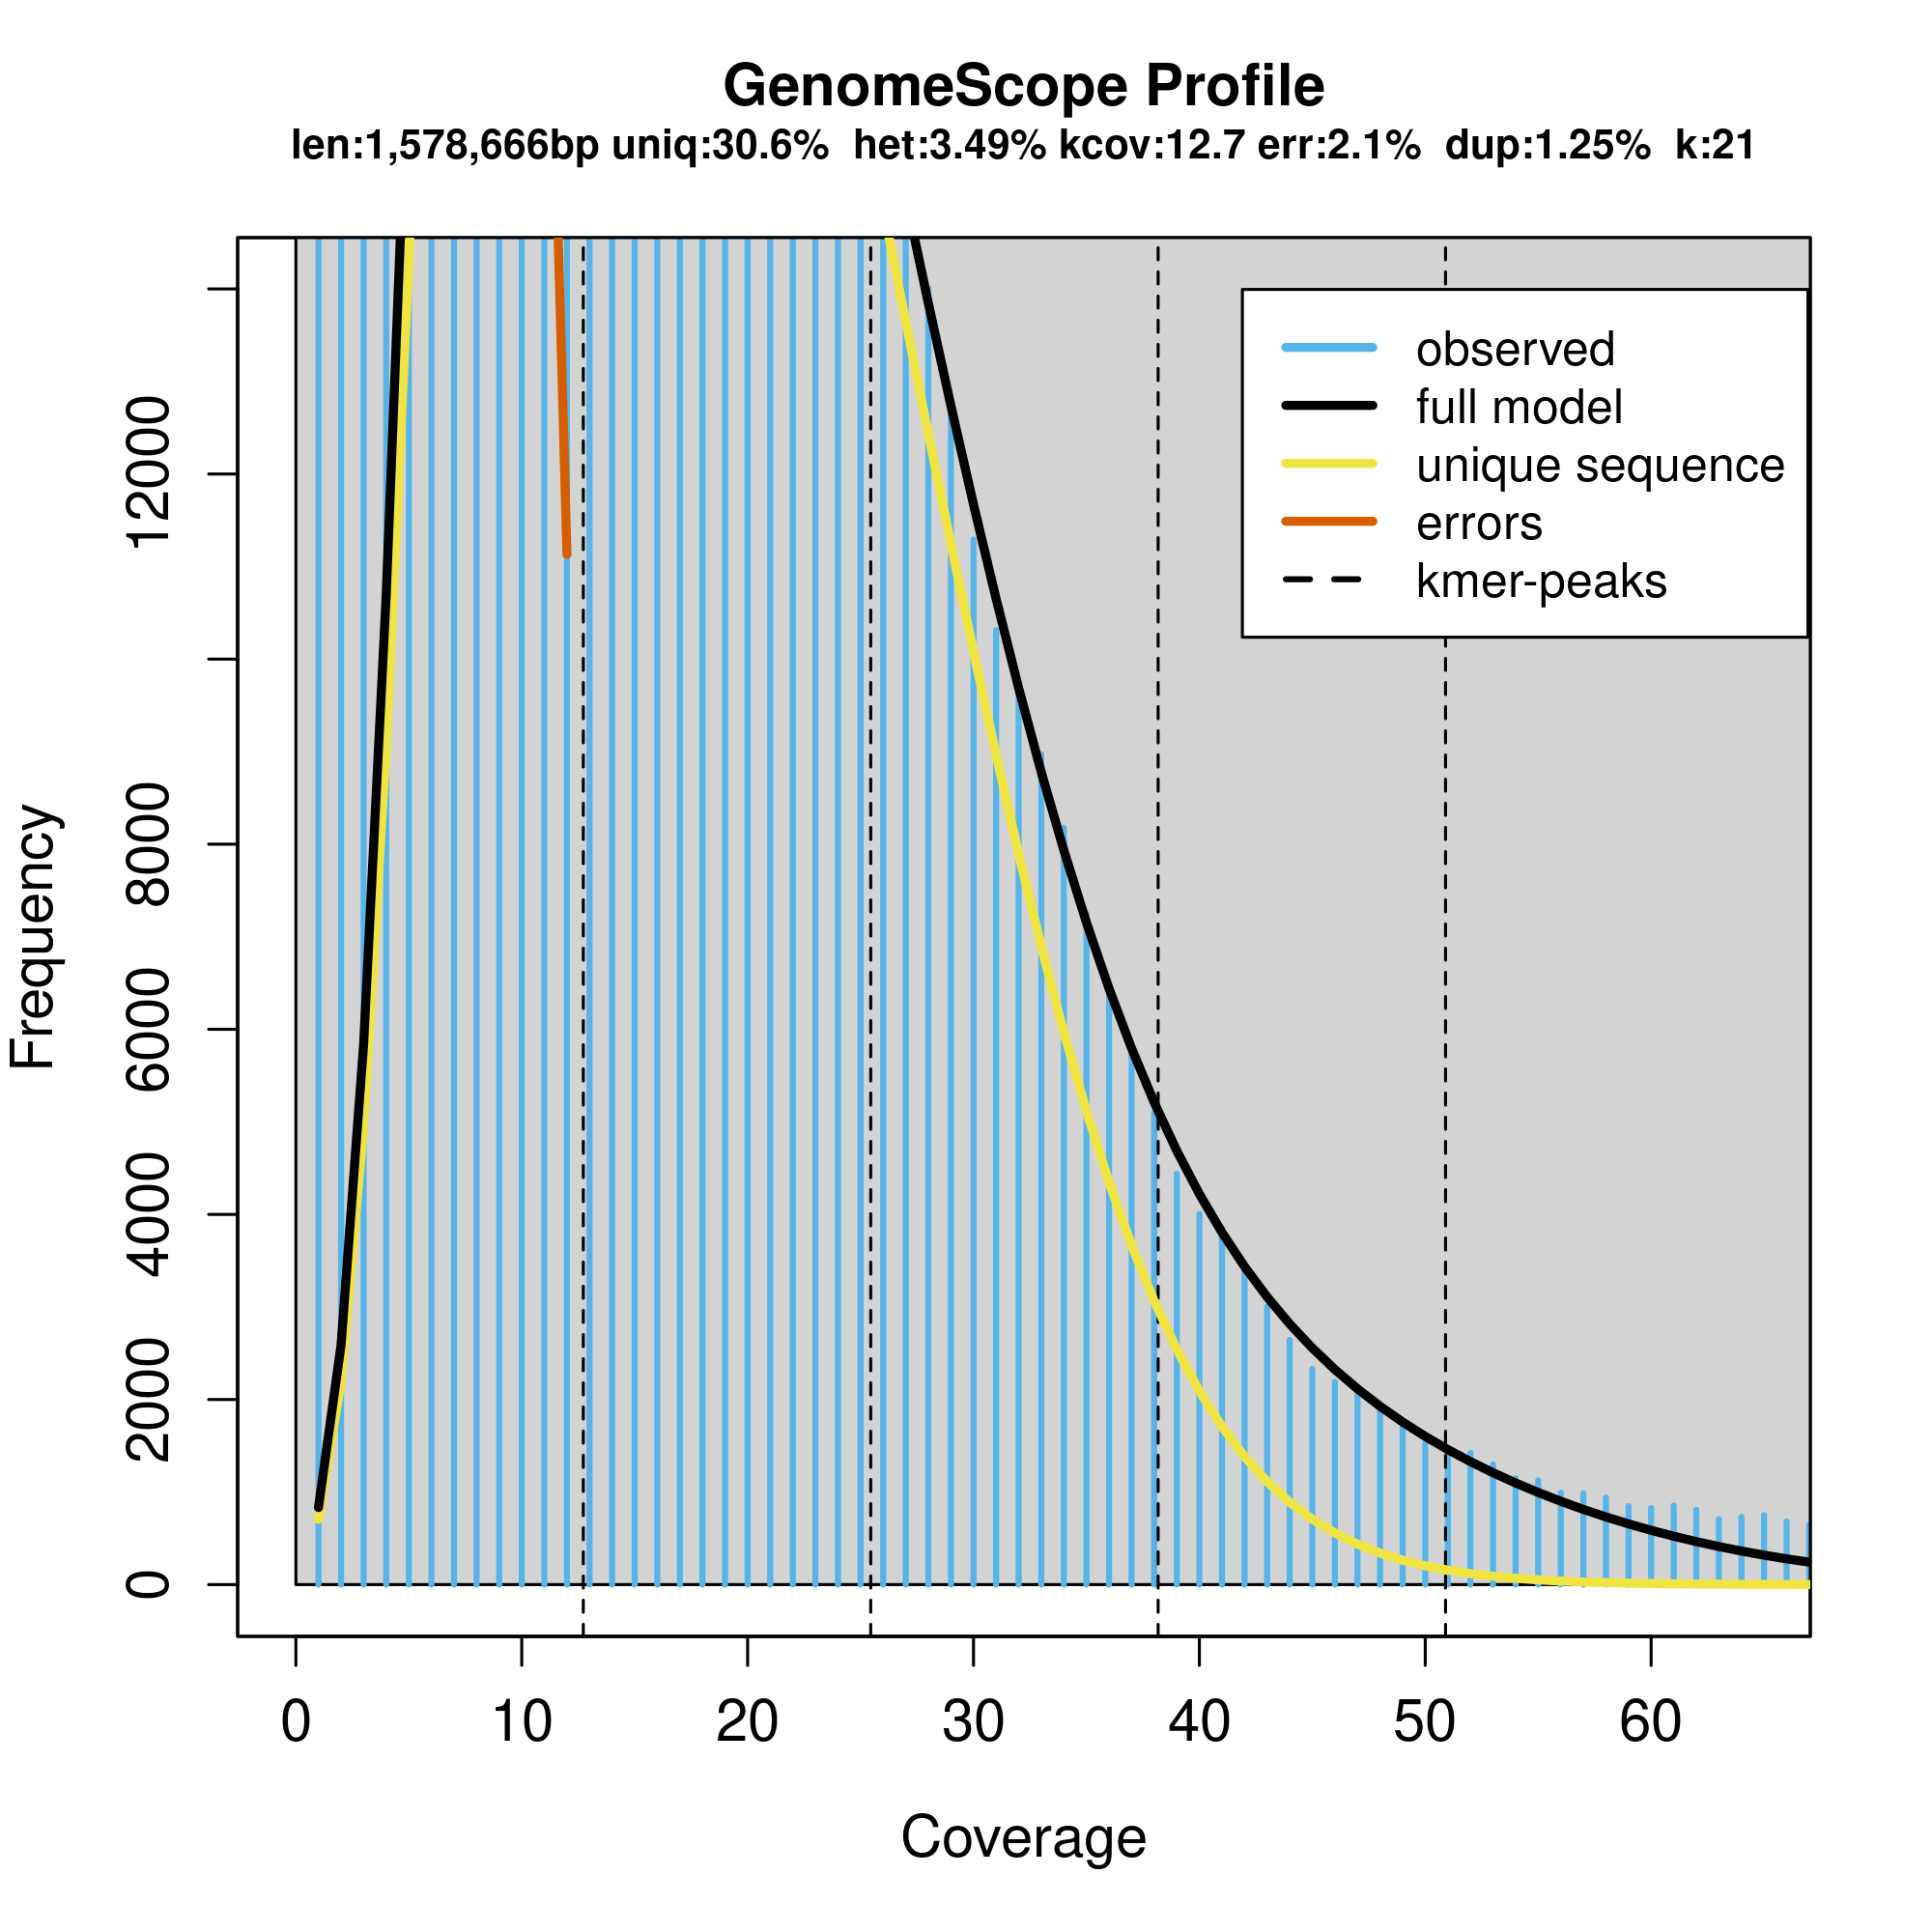 GenomeScope Profile
len:1,578,666bp uniq:30.6% het:3.49% kcov:12.7 err:2.1% dup:1.25% k:21
observed
full model
unique sequence
errors
kmer-peaks
Frequency
12000
8000
6000
4000
2000
0
0 10 20 30 40 50 60
Coverage